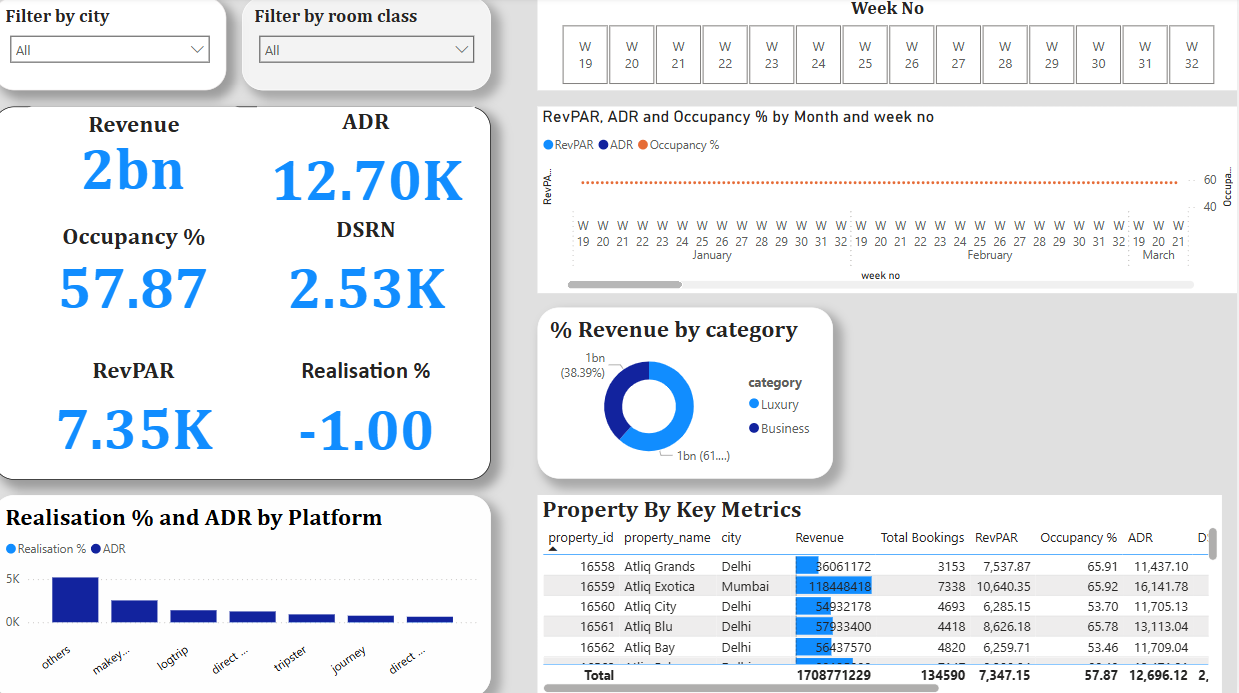 Filter by city
All
Filter by room class
All
Week No
W 19 W 20 W 21 W 22 W 23 W 24 W 25 W 26 W 27 W 28 W 29 W 30 W 31 W 32
Revenue
2bn
ADR
12.70K
Occupancy %
57.87
DSRN
2.53K
RevPAR
7.35K
Realisation %
-1.00
RevPAR, ADR and Occupancy % by Month and week no
RevPAR ADR Occupancy %
RevPA...
60
40
Occupa...
W W W W W W W W W W W W W W W W W W W W W W W W W W W W W W W
19 20 21 22 23 24 25 26 27 28 29 30 31 32 19 20 21 22 23 24 25 26 27 28 29 30 31 32 19 20 21
January February March
week no
% Revenue by category
1bn
(38.39%)
1bn (61....)
category
Luxury
Business
Realisation % and ADR by Platform
Realisation % ADR
5K
0K
others makey... logtrip direct ... tripster journey direct ...
Property By Key Metrics
property_id property_name city Revenue Total Bookings RevPAR Occupancy % ADR D
16558 Atliq Grands Delhi 36061172 3153 7,537.87 65.91 11,437.10
16559 Atliq Exotica Mumbai 118448418 7338 10,640.35 65.92 16,141.78
16560 Atliq City Delhi 54932178 4693 6,285.15 53.70 11,705.13
16561 Atliq Blu Delhi 57933400 4418 8,626.18 65.78 13,113.04
16562 Atliq Bay Delhi 56437570 4820 6,259.71 53.46 11,709.04
Total 1708771229 134590 7,347.15 57.87 12,696.12 2,